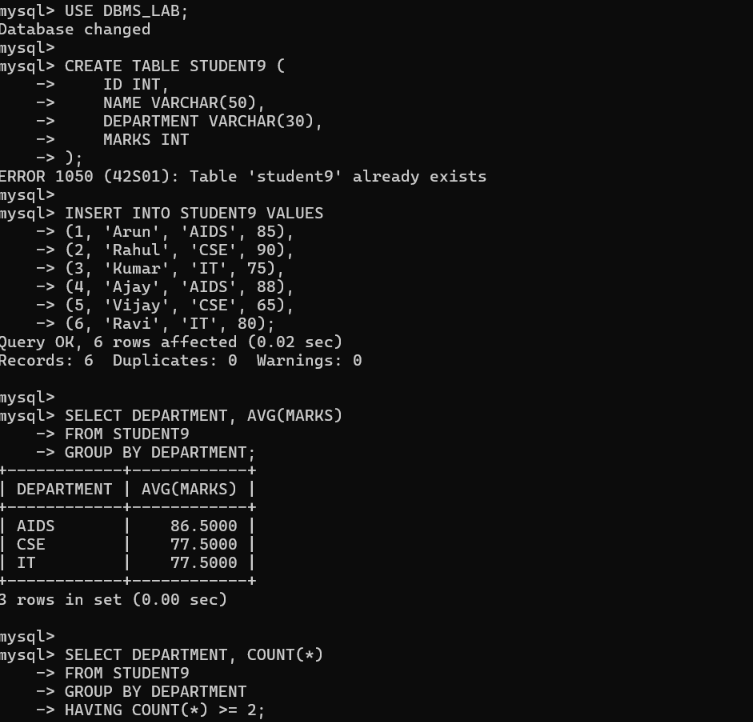 mysql> USE DBMS_LAB;
Database changed
mysql>
mysql> CREATE TABLE STUDENT9 (
    ->     ID INT,
    ->     NAME VARCHAR(50),
    ->     DEPARTMENT VARCHAR(30),
    ->     MARKS INT
    -> );
ERROR 1050 (42S01): Table 'student9' already exists
mysql>
mysql> INSERT INTO STUDENT9 VALUES
    -> (1, 'Arun', 'AIDS', 85),
    -> (2, 'Rahul', 'CSE', 90),
    -> (3, 'Kumar', 'IT', 75),
    -> (4, 'Ajay', 'AIDS', 88),
    -> (5, 'Vijay', 'CSE', 65),
    -> (6, 'Ravi', 'IT', 80);
Query OK, 6 rows affected (0.02 sec)
Records: 6  Duplicates: 0  Warnings: 0

mysql>
mysql> SELECT DEPARTMENT, AVG(MARKS)
    -> FROM STUDENT9
    -> GROUP BY DEPARTMENT;
+------------+------------+
| DEPARTMENT | AVG(MARKS) |
+------------+------------+
| AIDS       |    86.5000 |
| CSE        |    77.5000 |
| IT         |    77.5000 |
+------------+------------+
3 rows in set (0.00 sec)

mysql>
mysql> SELECT DEPARTMENT, COUNT(*)
    -> FROM STUDENT9
    -> GROUP BY DEPARTMENT
    -> HAVING COUNT(*) >= 2;